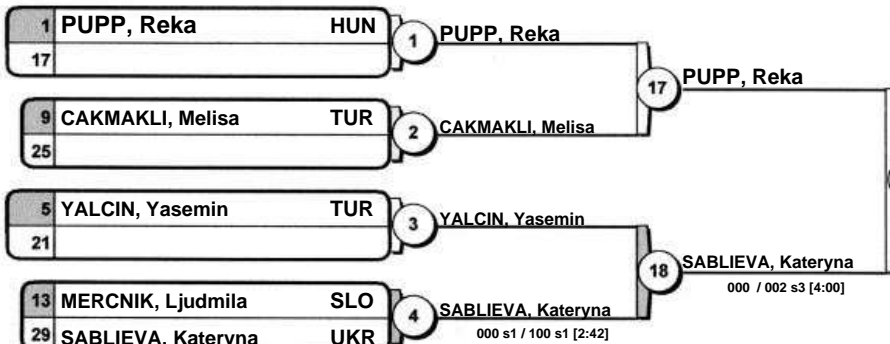 1 PUPP, Reka HUN
17
1 PUPP, Reka
9 CAKMAKLI, Melisa TUR
25
2 CAKMAKLI, Melisa
17 PUPP, Reka
5 YALCIN, Yasemin TUR
21
3 YALCIN, Yasemin
13 MERCNIK, Ljudmila SLO
29 SABLIEVA, Kateryna UKR
4 SABLIEVA, Kateryna
000 s1 / 100 s1 [2:42]
18 SABLIEVA, Kateryna
000 / 002 s3 [4:00]